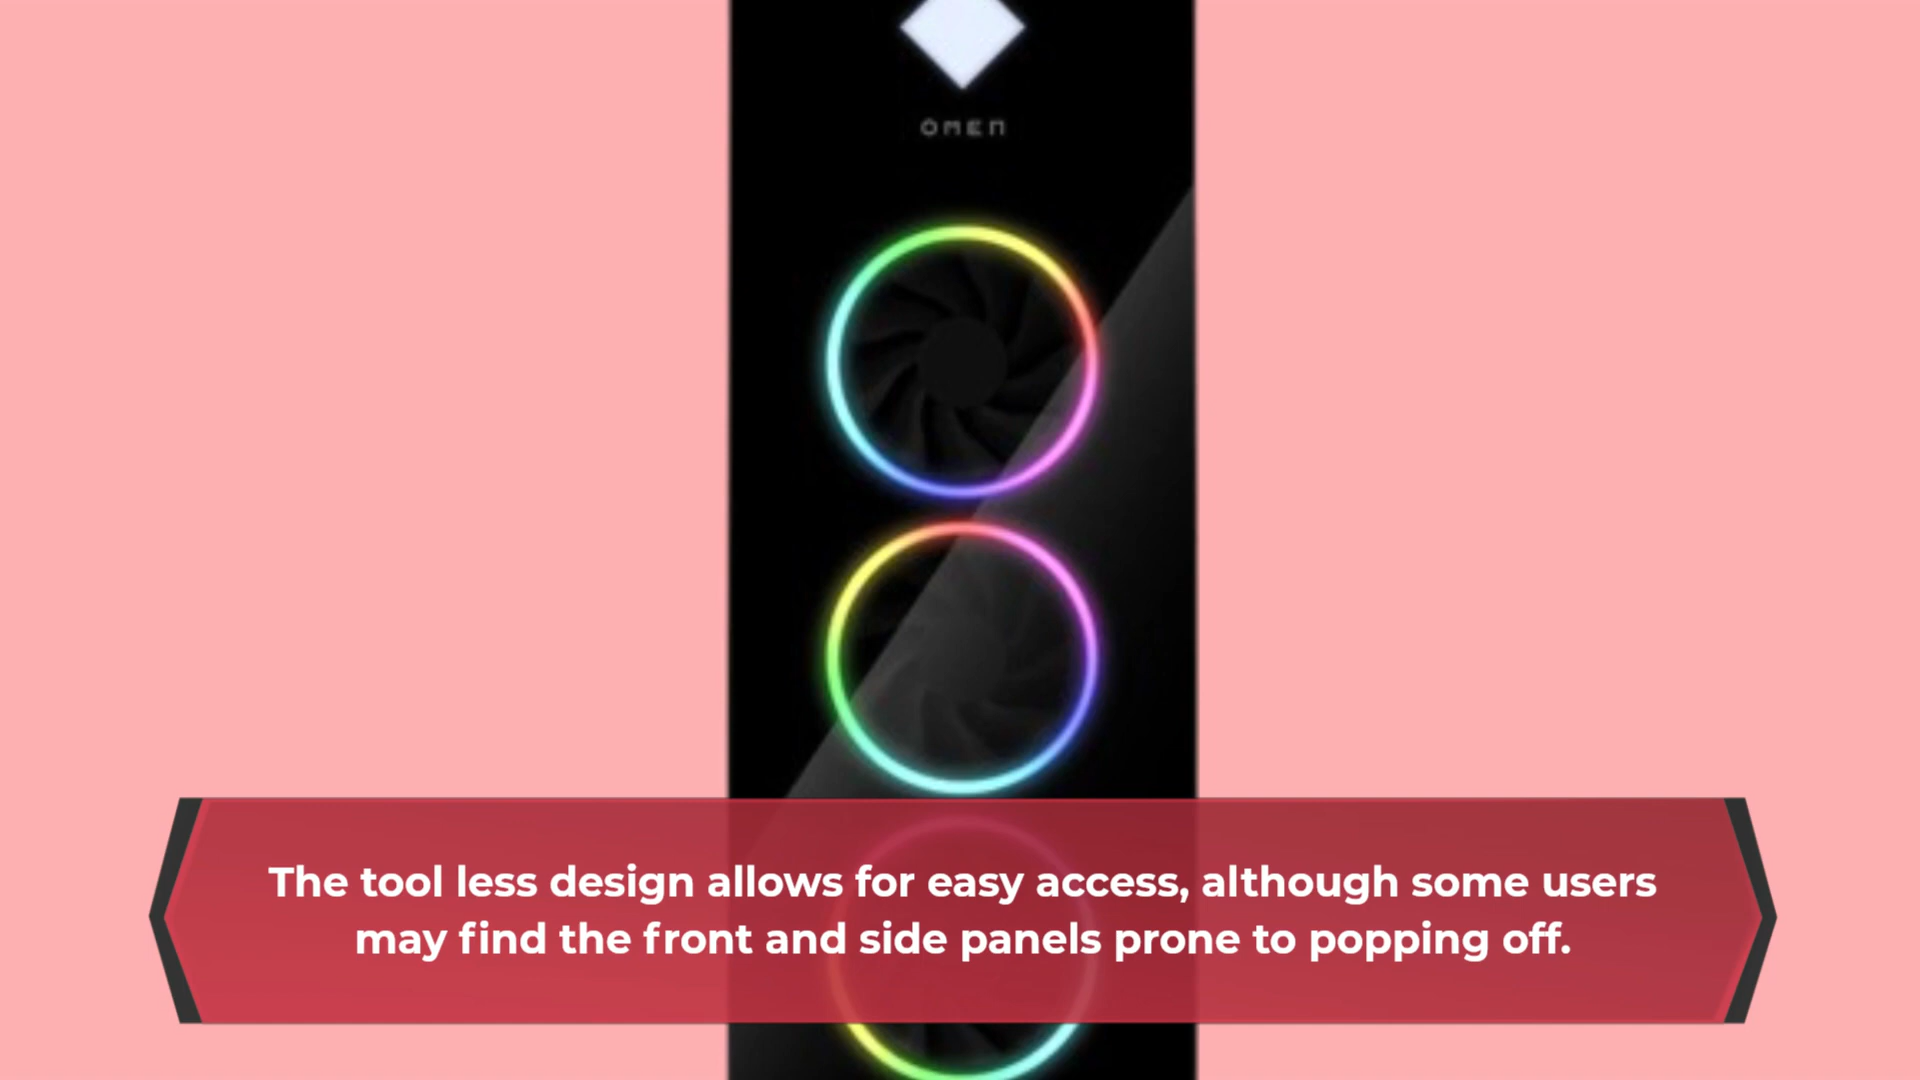 OMEN
The tool less design allows for easy access, although some users
may find the front and side panels prone to popping off.